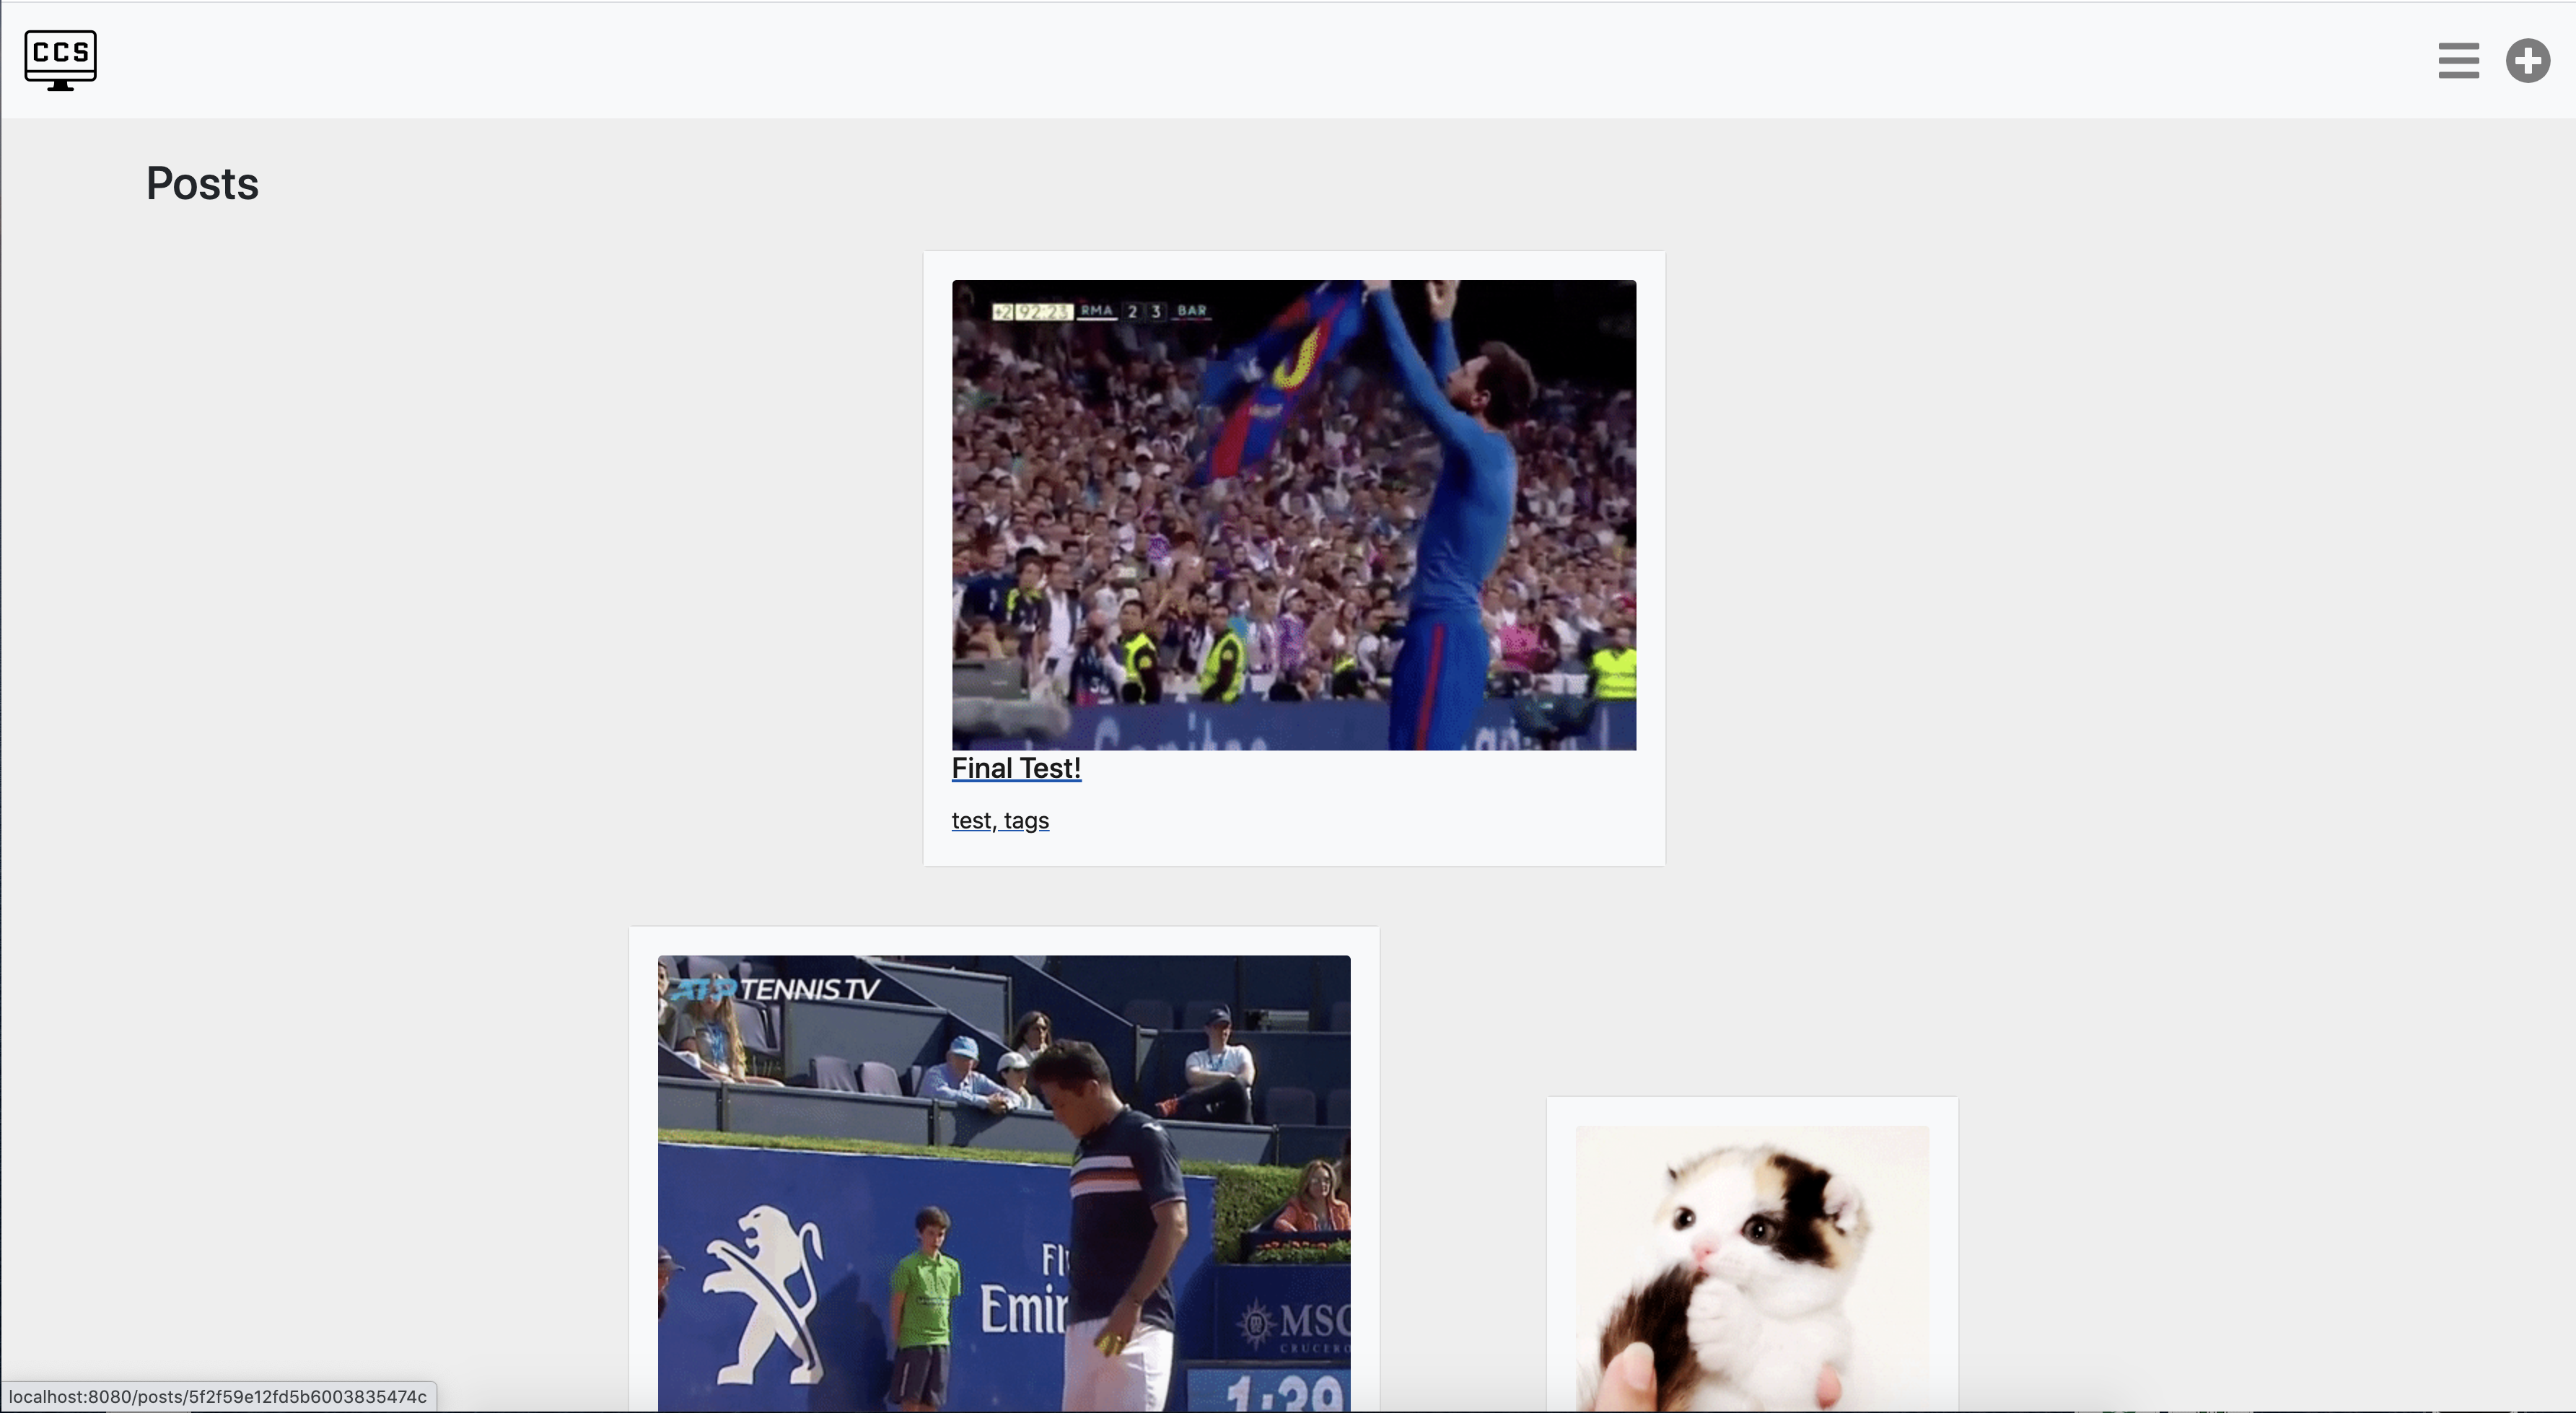 CCS
Posts
+2 92:23 RMA 2 3 BAR
Final Test!
test, tags
ATP TENNIS TV
Fl
Emir
MSC
CRUCERO
1:39
localhost:8080/posts/5f2f59e12fd5b6003835474c